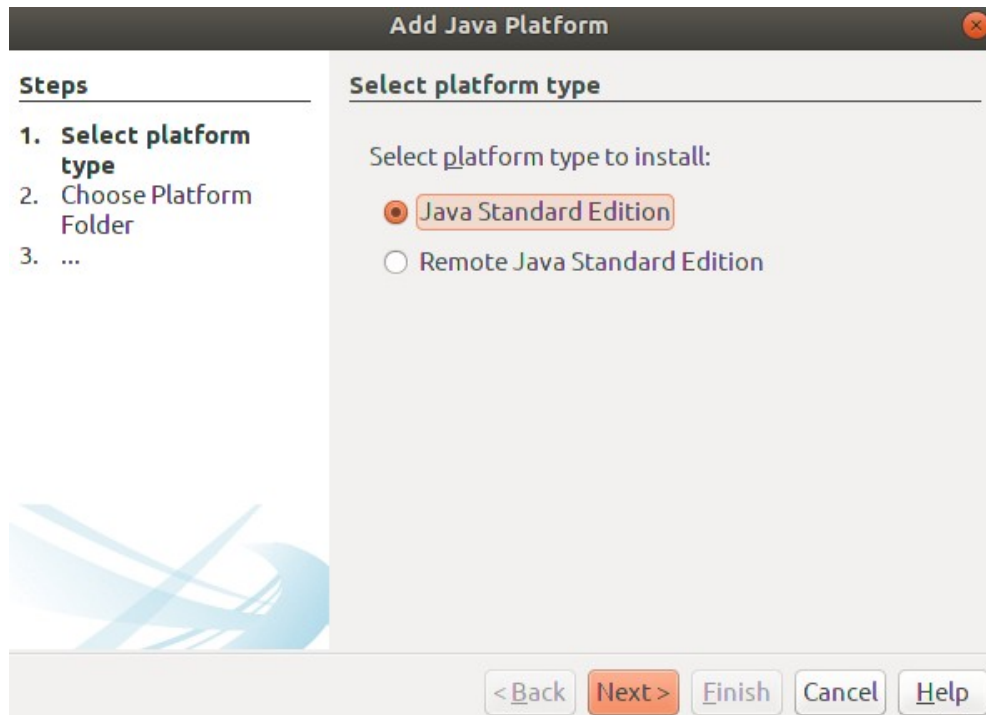 Add Java Platform
Steps
1. Select platform
type
2. Choose Platform
Folder
3. ...
Select platform type
Select platform type to install:
Java Standard Edition
Remote Java Standard Edition
< Back Next > Finish Cancel Help